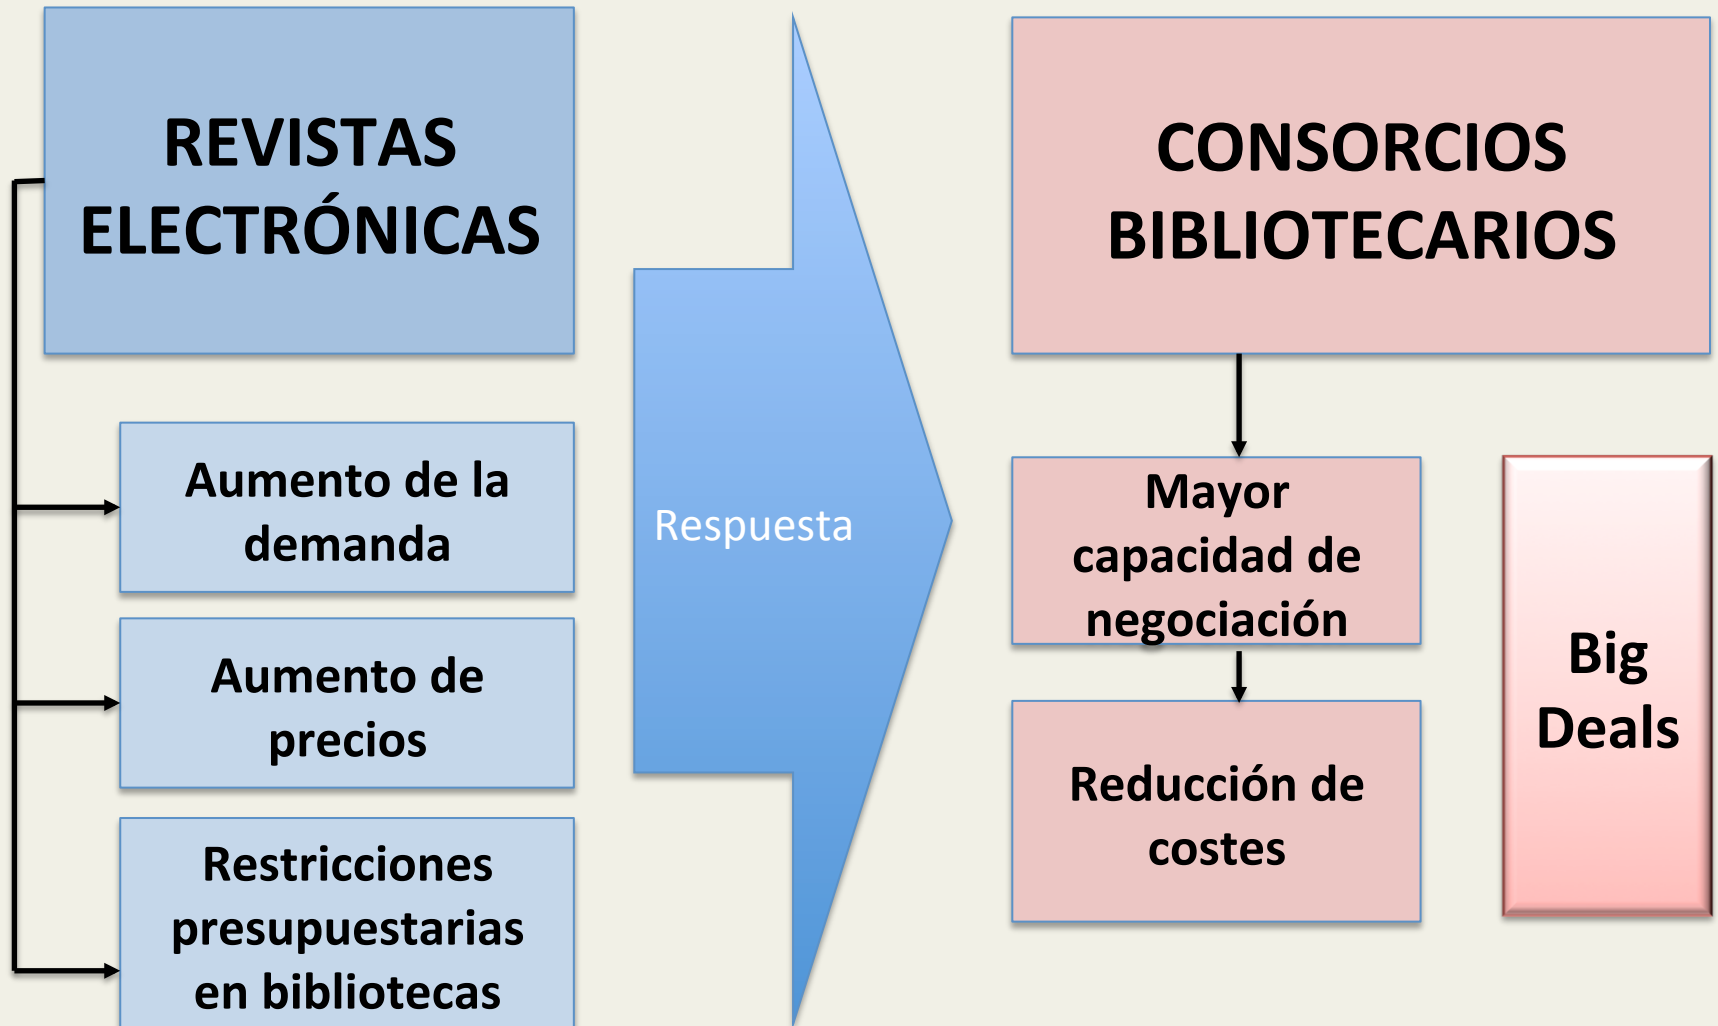 REVISTAS
ELECTRÓNICAS
Aumento de la
demanda
Aumento de
precios
Restricciones
presupuestarias
en bibliotecas
Respuesta
CONSORCIOS
BIBLIOTECARIOS
Mayor
capacidad de
negociación
Reducción de
costes
Big
Deals